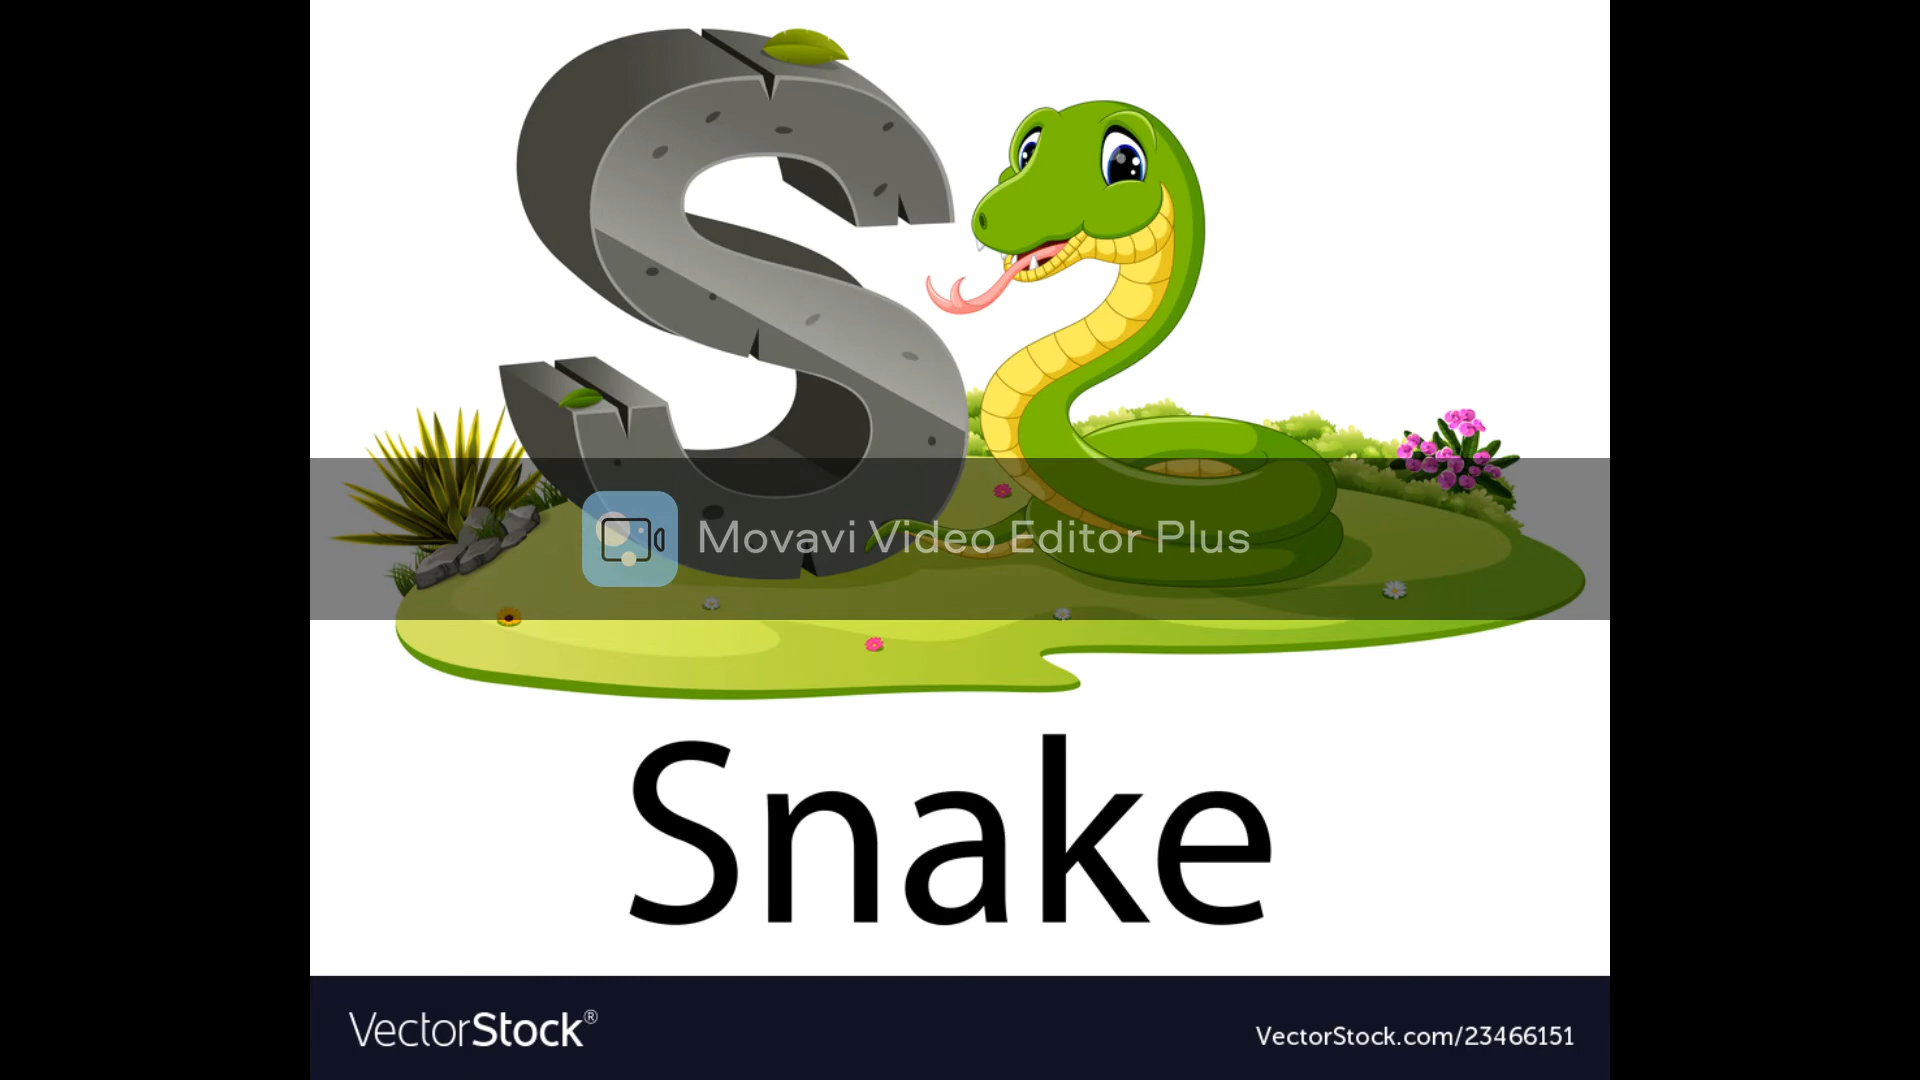 S
Movavi Video Editor Plus
Snake
VectorStock®
VectorStock.com/23466151